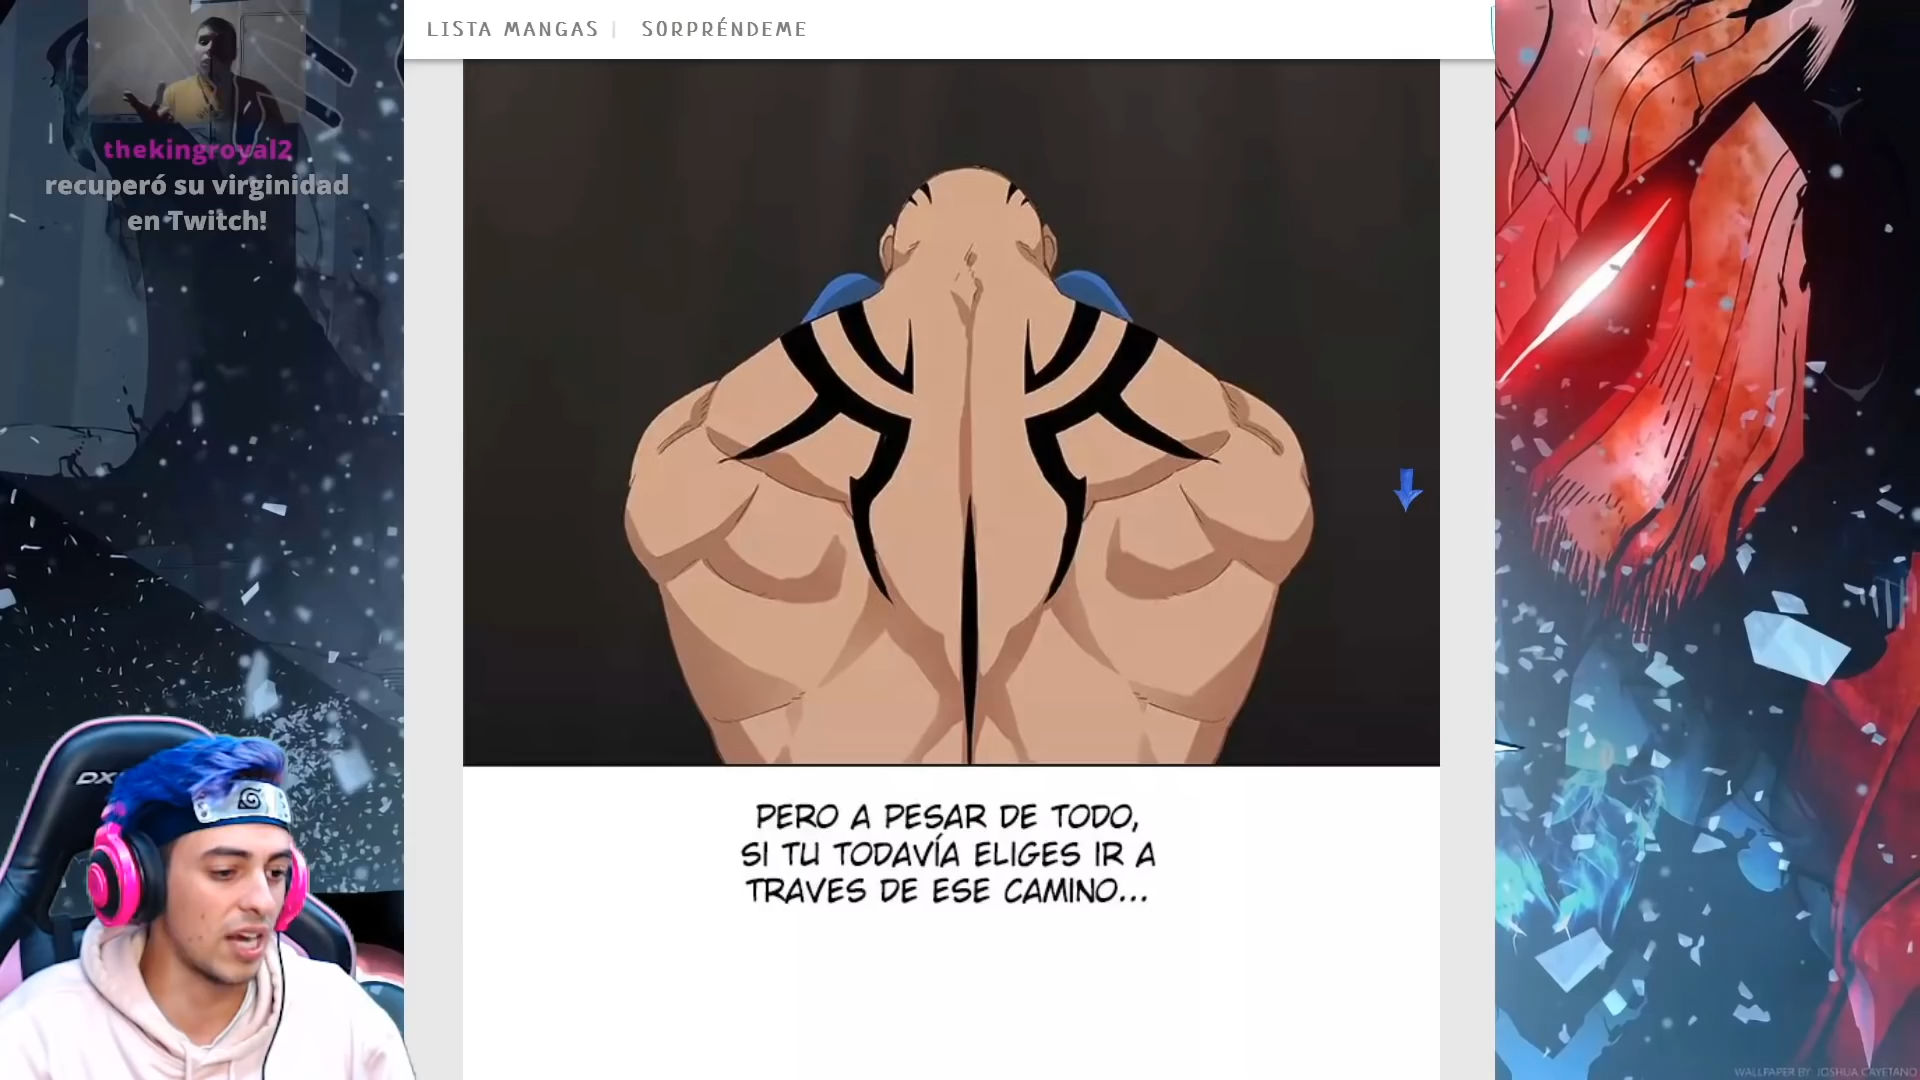 LISTA MANGAS | SORPRÉNDEME
thekingroyal2
recuperó su virginidad
en Twitch!
DX
PERO A PESAR DE TODO,
SI TU TODAVÍA ELIGES IR A
TRAVES DE ESE CAMINO...
WALLPAPER BY: JOSHUA CAYETANO